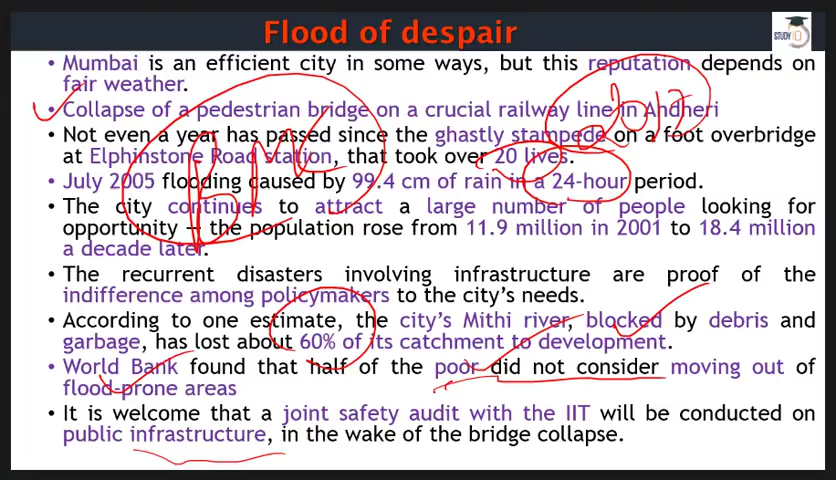 Flood of despair
STUDY IQ
• Mumbai is an efficient city in some ways, but this reputation depends on
fair weather.
• Collapse of a pedestrian bridge on a crucial railway line in Andheri
• Not even a year has passed since the ghastly stampede on a foot overbridge
at Elphinstone Road station, that took over 20 lives.
• July 2005 flooding caused by 99.4 cm of rain in a 24-hour period.
• The city continues to attract a large number of people looking for
opportunity – the population rose from 11.9 million in 2001 to 18.4 million
a decade later.
• The recurrent disasters involving infrastructure are proof of the
indifference among policymakers to the city's needs.
• According to one estimate, the city's Mithi river, blocked by debris and
garbage, has lost about 60% of its catchment to development.
• World Bank found that half of the poor did not consider moving out of
flood-prone areas
• It is welcome that a joint safety audit with the IIT will be conducted on
public infrastructure, in the wake of the bridge collapse.
BMC
2017